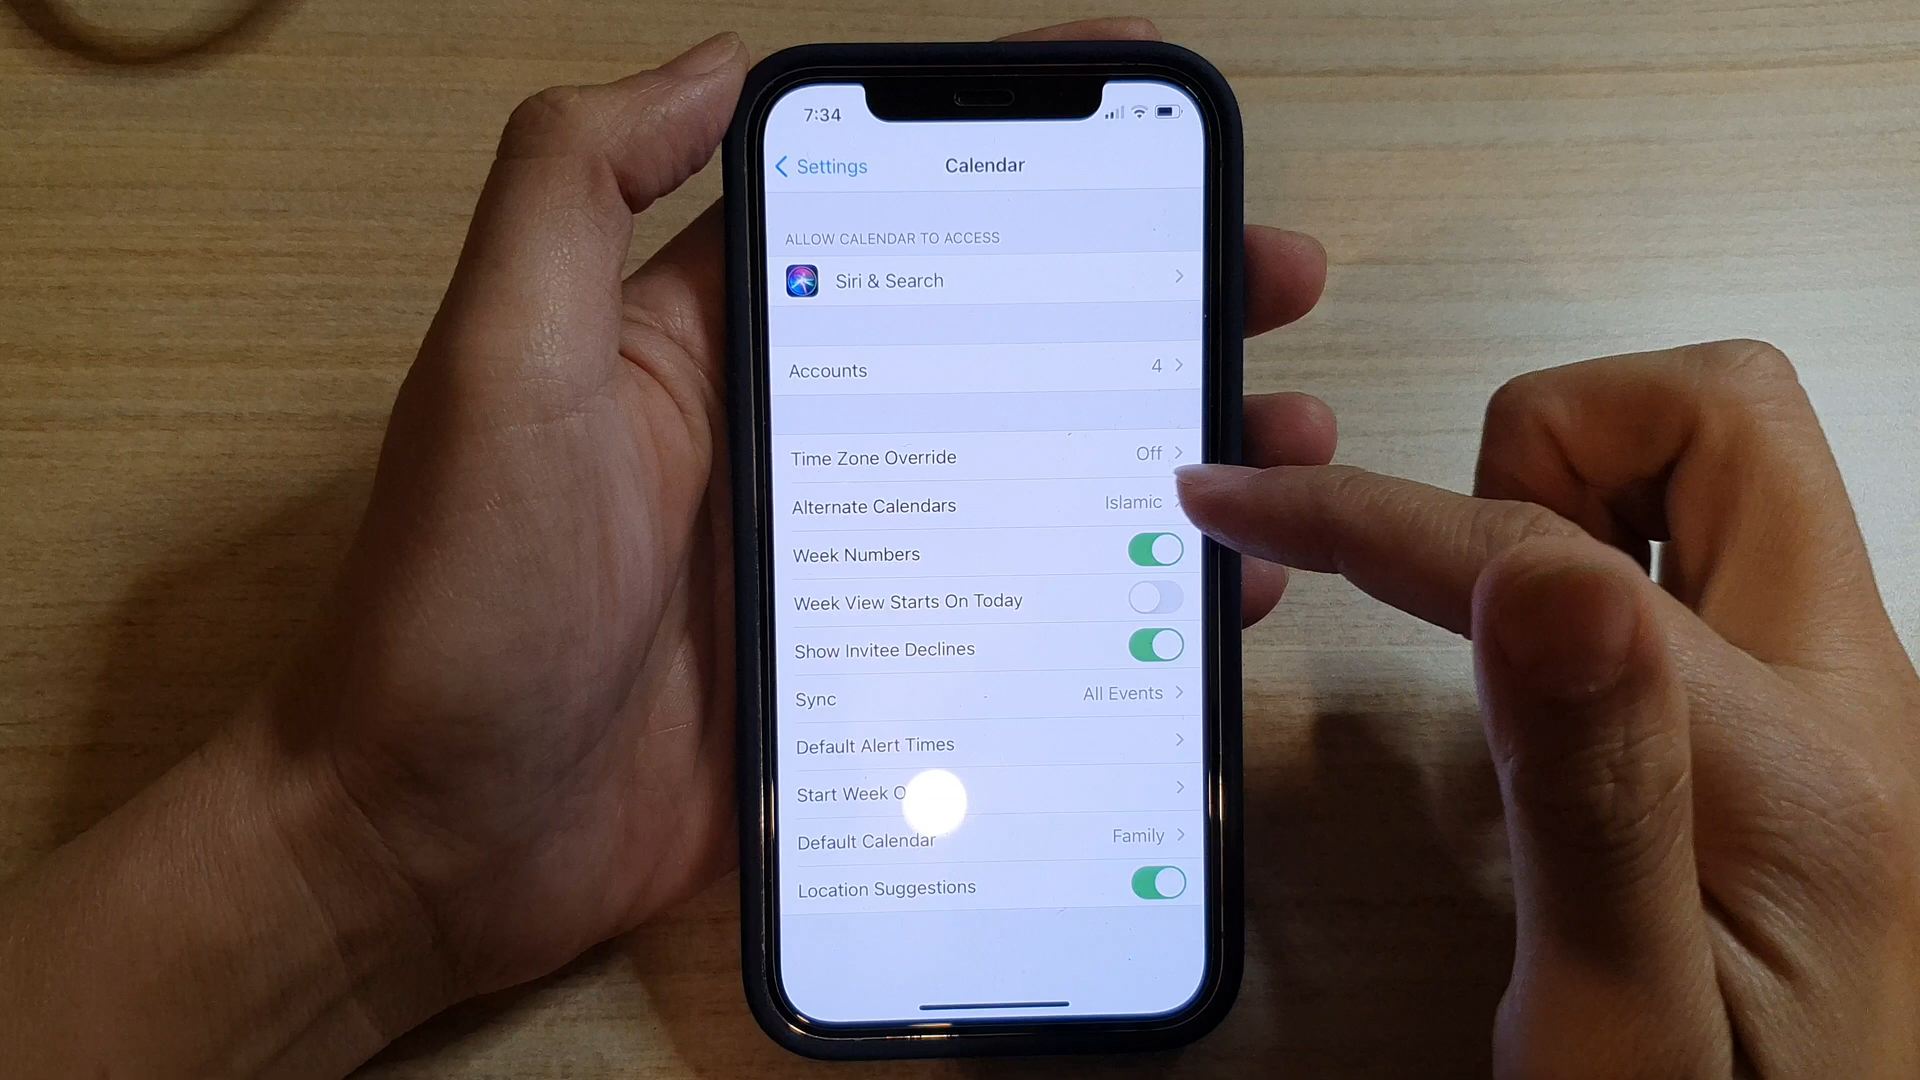 7:34
Settings
Calendar
ALLOW CALENDAR TO ACCESS
Siri & Search
Accounts 4
Time Zone Override Off
Alternate Calendars Islamic
Week Numbers
Week View Starts On Today
Show Invitee Declines
Sync All Events
Default Alert Times
Start Week
Default Calendar Family
Location Suggestions